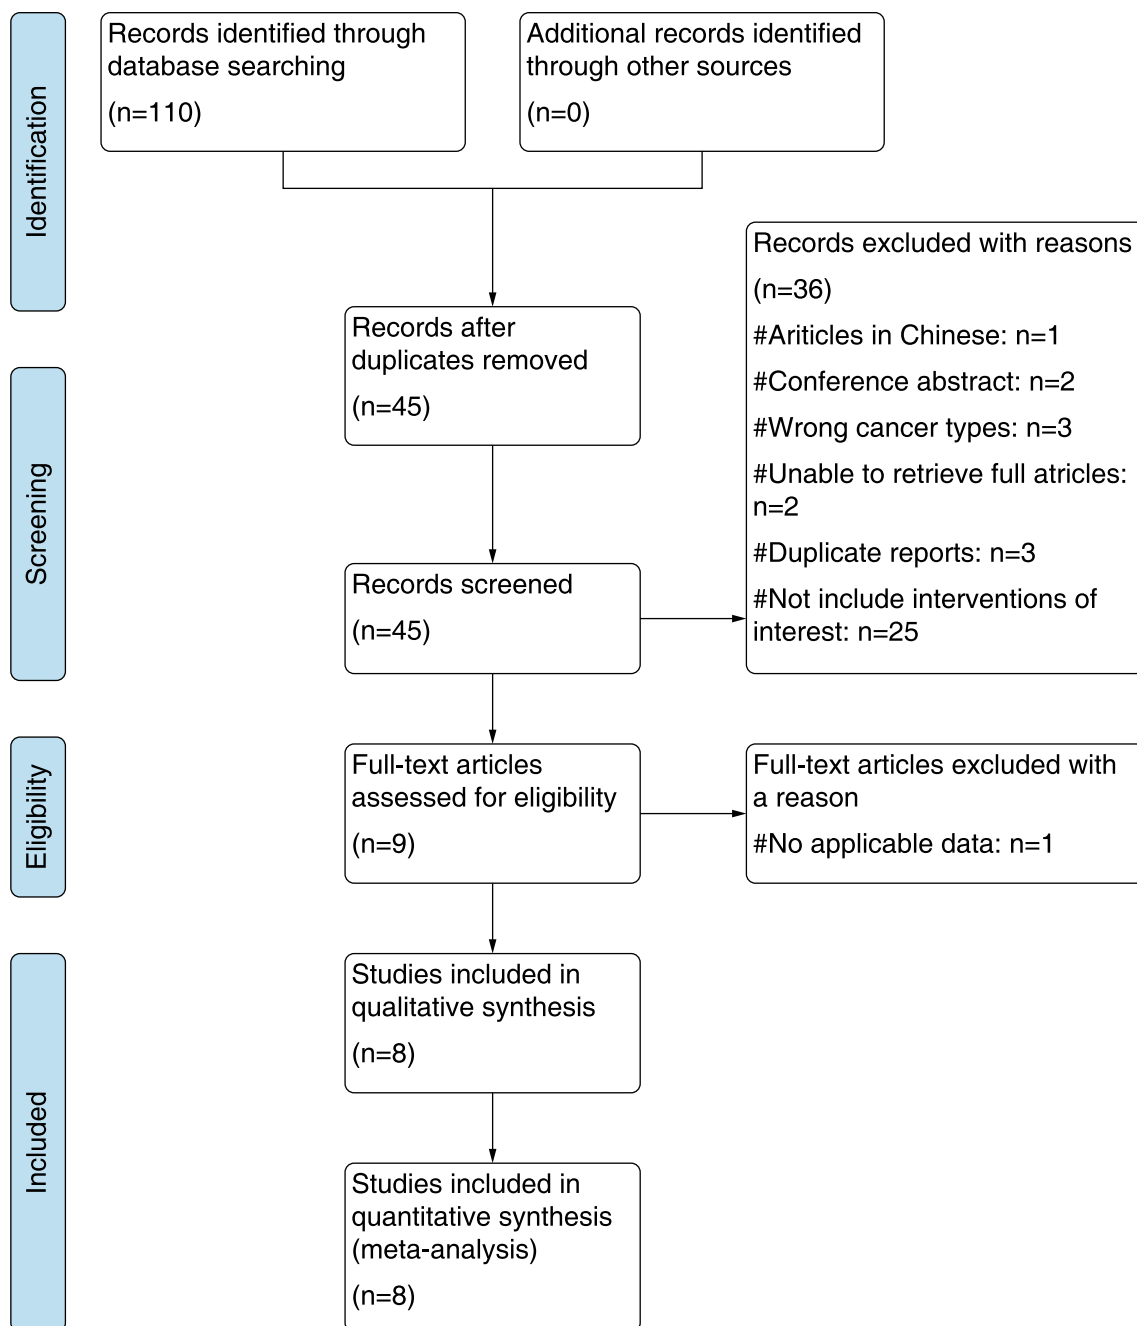 Identification
Records identified through
database searching
(n=110)
Additional records identified
through other sources
(n=0)
Records after
duplicates removed
(n=45)
Screening
Records screened
(n=45)
Records excluded with reasons
(n=36)
#Ariticles in Chinese: n=1
#Conference abstract: n=2
#Wrong cancer types: n=3
#Unable to retrieve full atricles:
n=2
#Duplicate reports: n=3
#Not include interventions of
interest: n=25
Eligibility
Full-text articles
assessed for eligibility
(n=9)
Full-text articles excluded with
a reason
#No applicable data: n=1
Included
Studies included in
qualitative synthesis
(n=8)
Studies included in
quantitative synthesis
(meta-analysis)
(n=8)